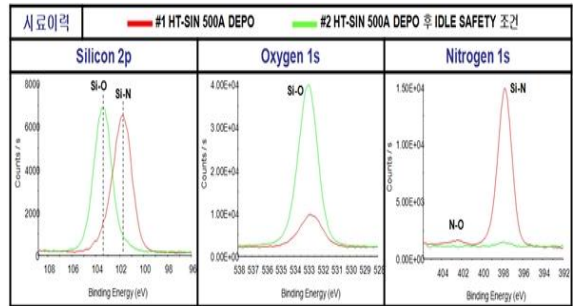 시료이력
#1 HT-SIN 500A DEPO
#2 HT-SIN 500A DEPO 후 IDLE SAFETY 조건
Silicon 2p
Oxygen 1s
Nitrogen 1s
Counts / s
8000
6000
4000
2000
0
Si-O
Si-N
108 106 104 102 100 98 96
Binding Energy (eV)
Counts / s
4.00E+04
3.00E+04
2.00E+04
1.00E+04
0.00E+00
Si-O
538 537 536 535 534 533 532 531 530 529 528
Binding Energy (eV)
Counts / s
1.50E+04
1.00E+04
5.00E+03
0.00E+00
Si-N
N-O
404 402 400 398 396 394 392
Binding Energy (eV)